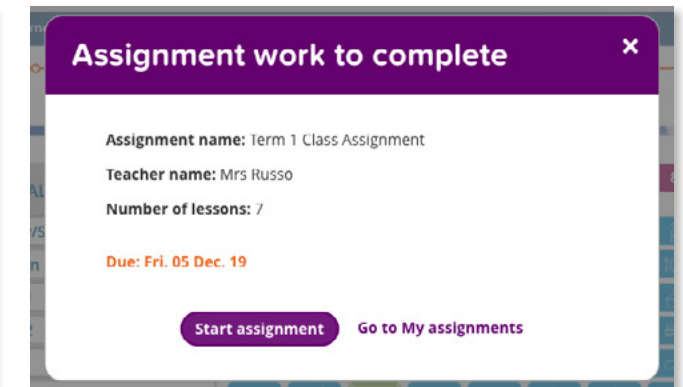 Assignment work to complete ×
Assignment name: Term 1 Class Assignment
Teacher name: Mrs Russo
Number of lessons: 7
Due: Fri. 05 Dec. 19
Start assignment Go to My assignments